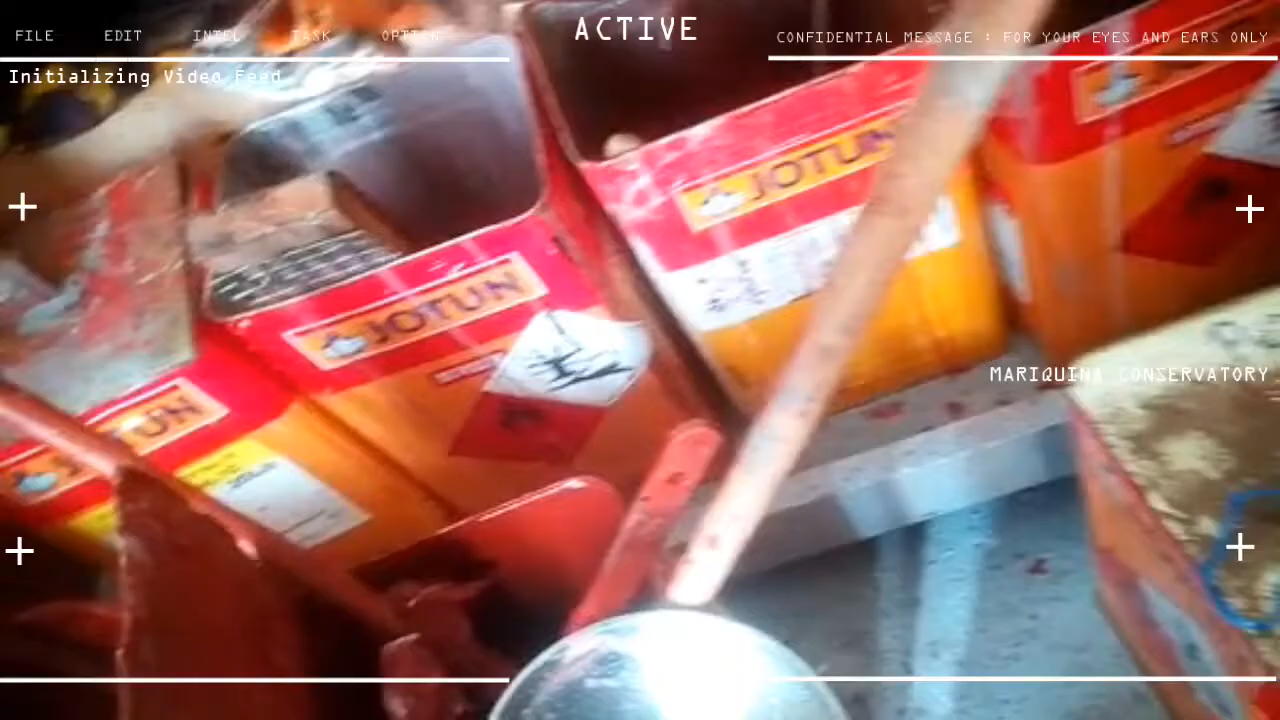 FILE EDIT INTEL TASK OPTION
ACTIVE
CONFIDENTIAL MESSAGE : FOR YOUR EYES AND EARS ONLY
Initializing Video Feed
JOTUN
JOTUN
JOTUN
MARIQUINA CONSERVATORY